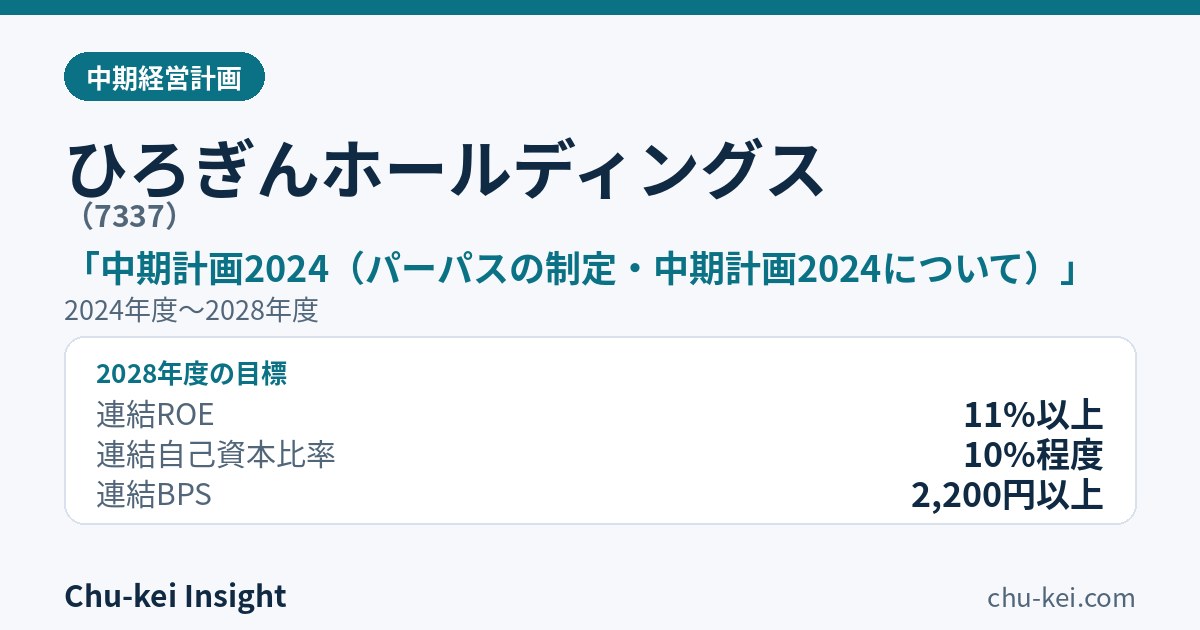 中期経営計画
ひろぎんホールディングス
（7337）
「中期計画2024（パーパスの制定・中期計画2024について）」
2024年度～2028年度
2028年度の目標
連結ROE 11%以上
連結自己資本比率 10%程度
連結BPS 2,200円以上
Chu-kei Insight chu-kei.com